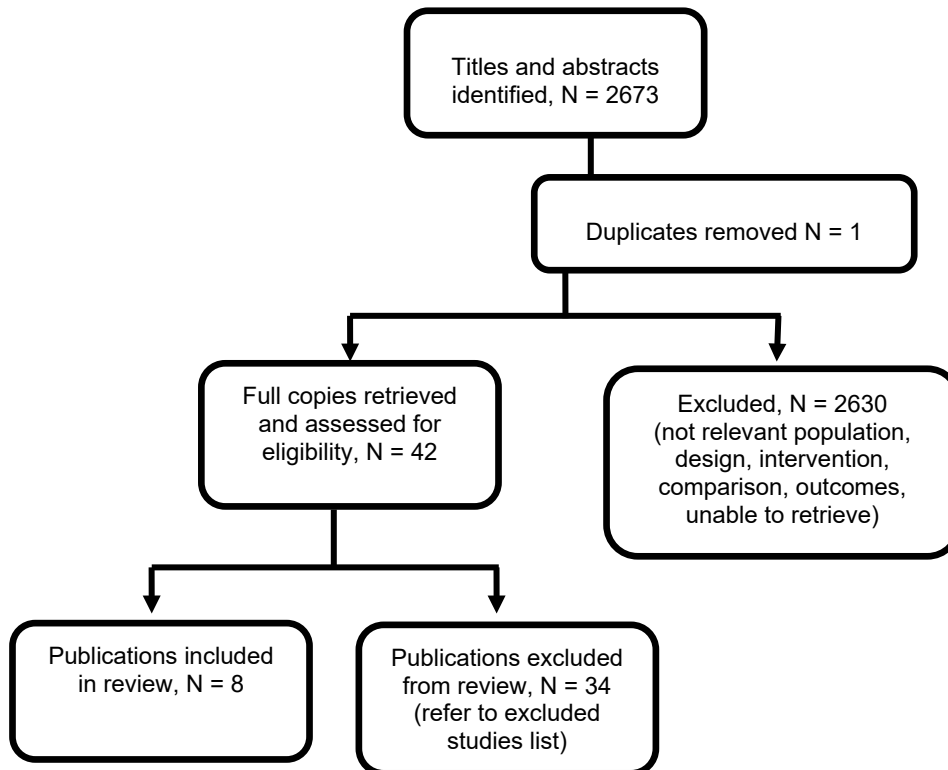 Titles and abstracts
identified, N = 2673
Duplicates removed N = 1
Full copies retrieved
and assessed for
eligibility, N = 42
Excluded, N = 2630
(not relevant population,
design, intervention,
comparison, outcomes,
unable to retrieve)
Publications included
in review, N = 8
Publications excluded
from review, N = 34
(refer to excluded
studies list)